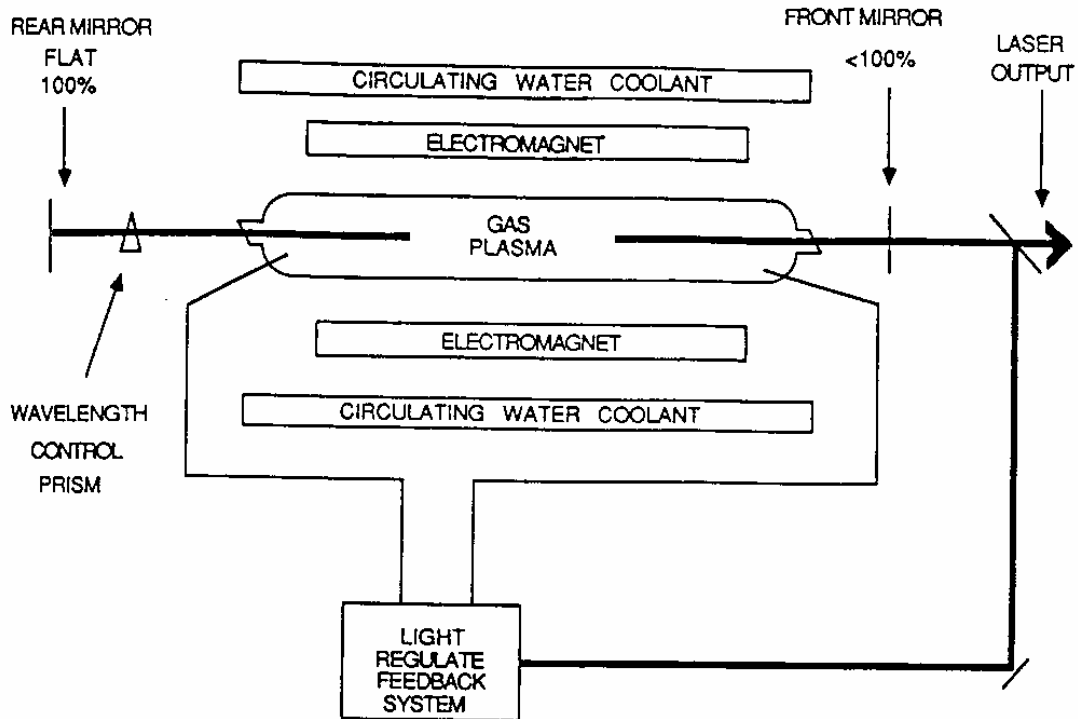 REAR MIRROR
FLAT
100%
FRONT MIRROR
<100%
LASER
OUTPUT
CIRCULATING WATER COOLANT
ELECTROMAGNET
GAS
PLASMA
ELECTROMAGNET
CIRCULATING WATER COOLANT
WAVELENGTH
CONTROL
PRISM
LIGHT
REGULATE
FEEDBACK
SYSTEM